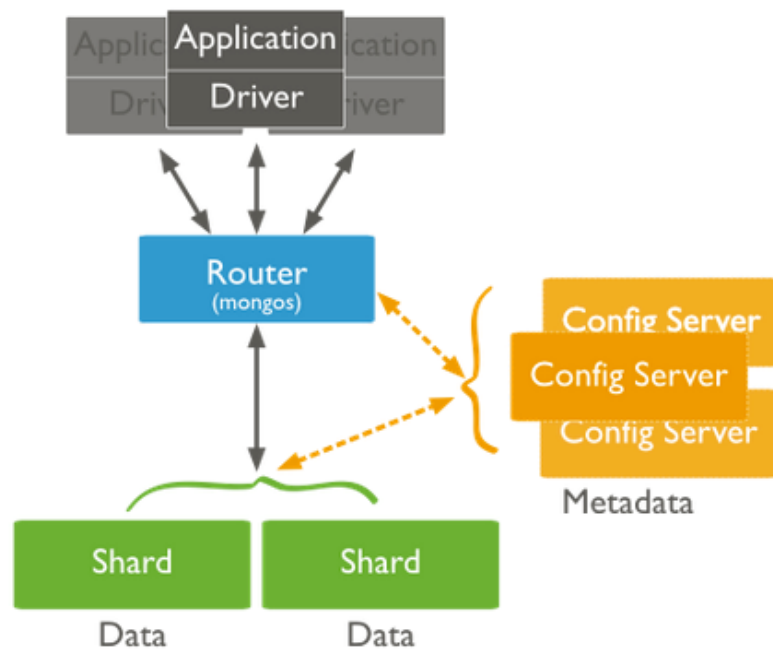 Application
Driver
Router
(mongos)
Config Server
Config Server
Config Server
Metadata
Shard
Shard
Data
Data